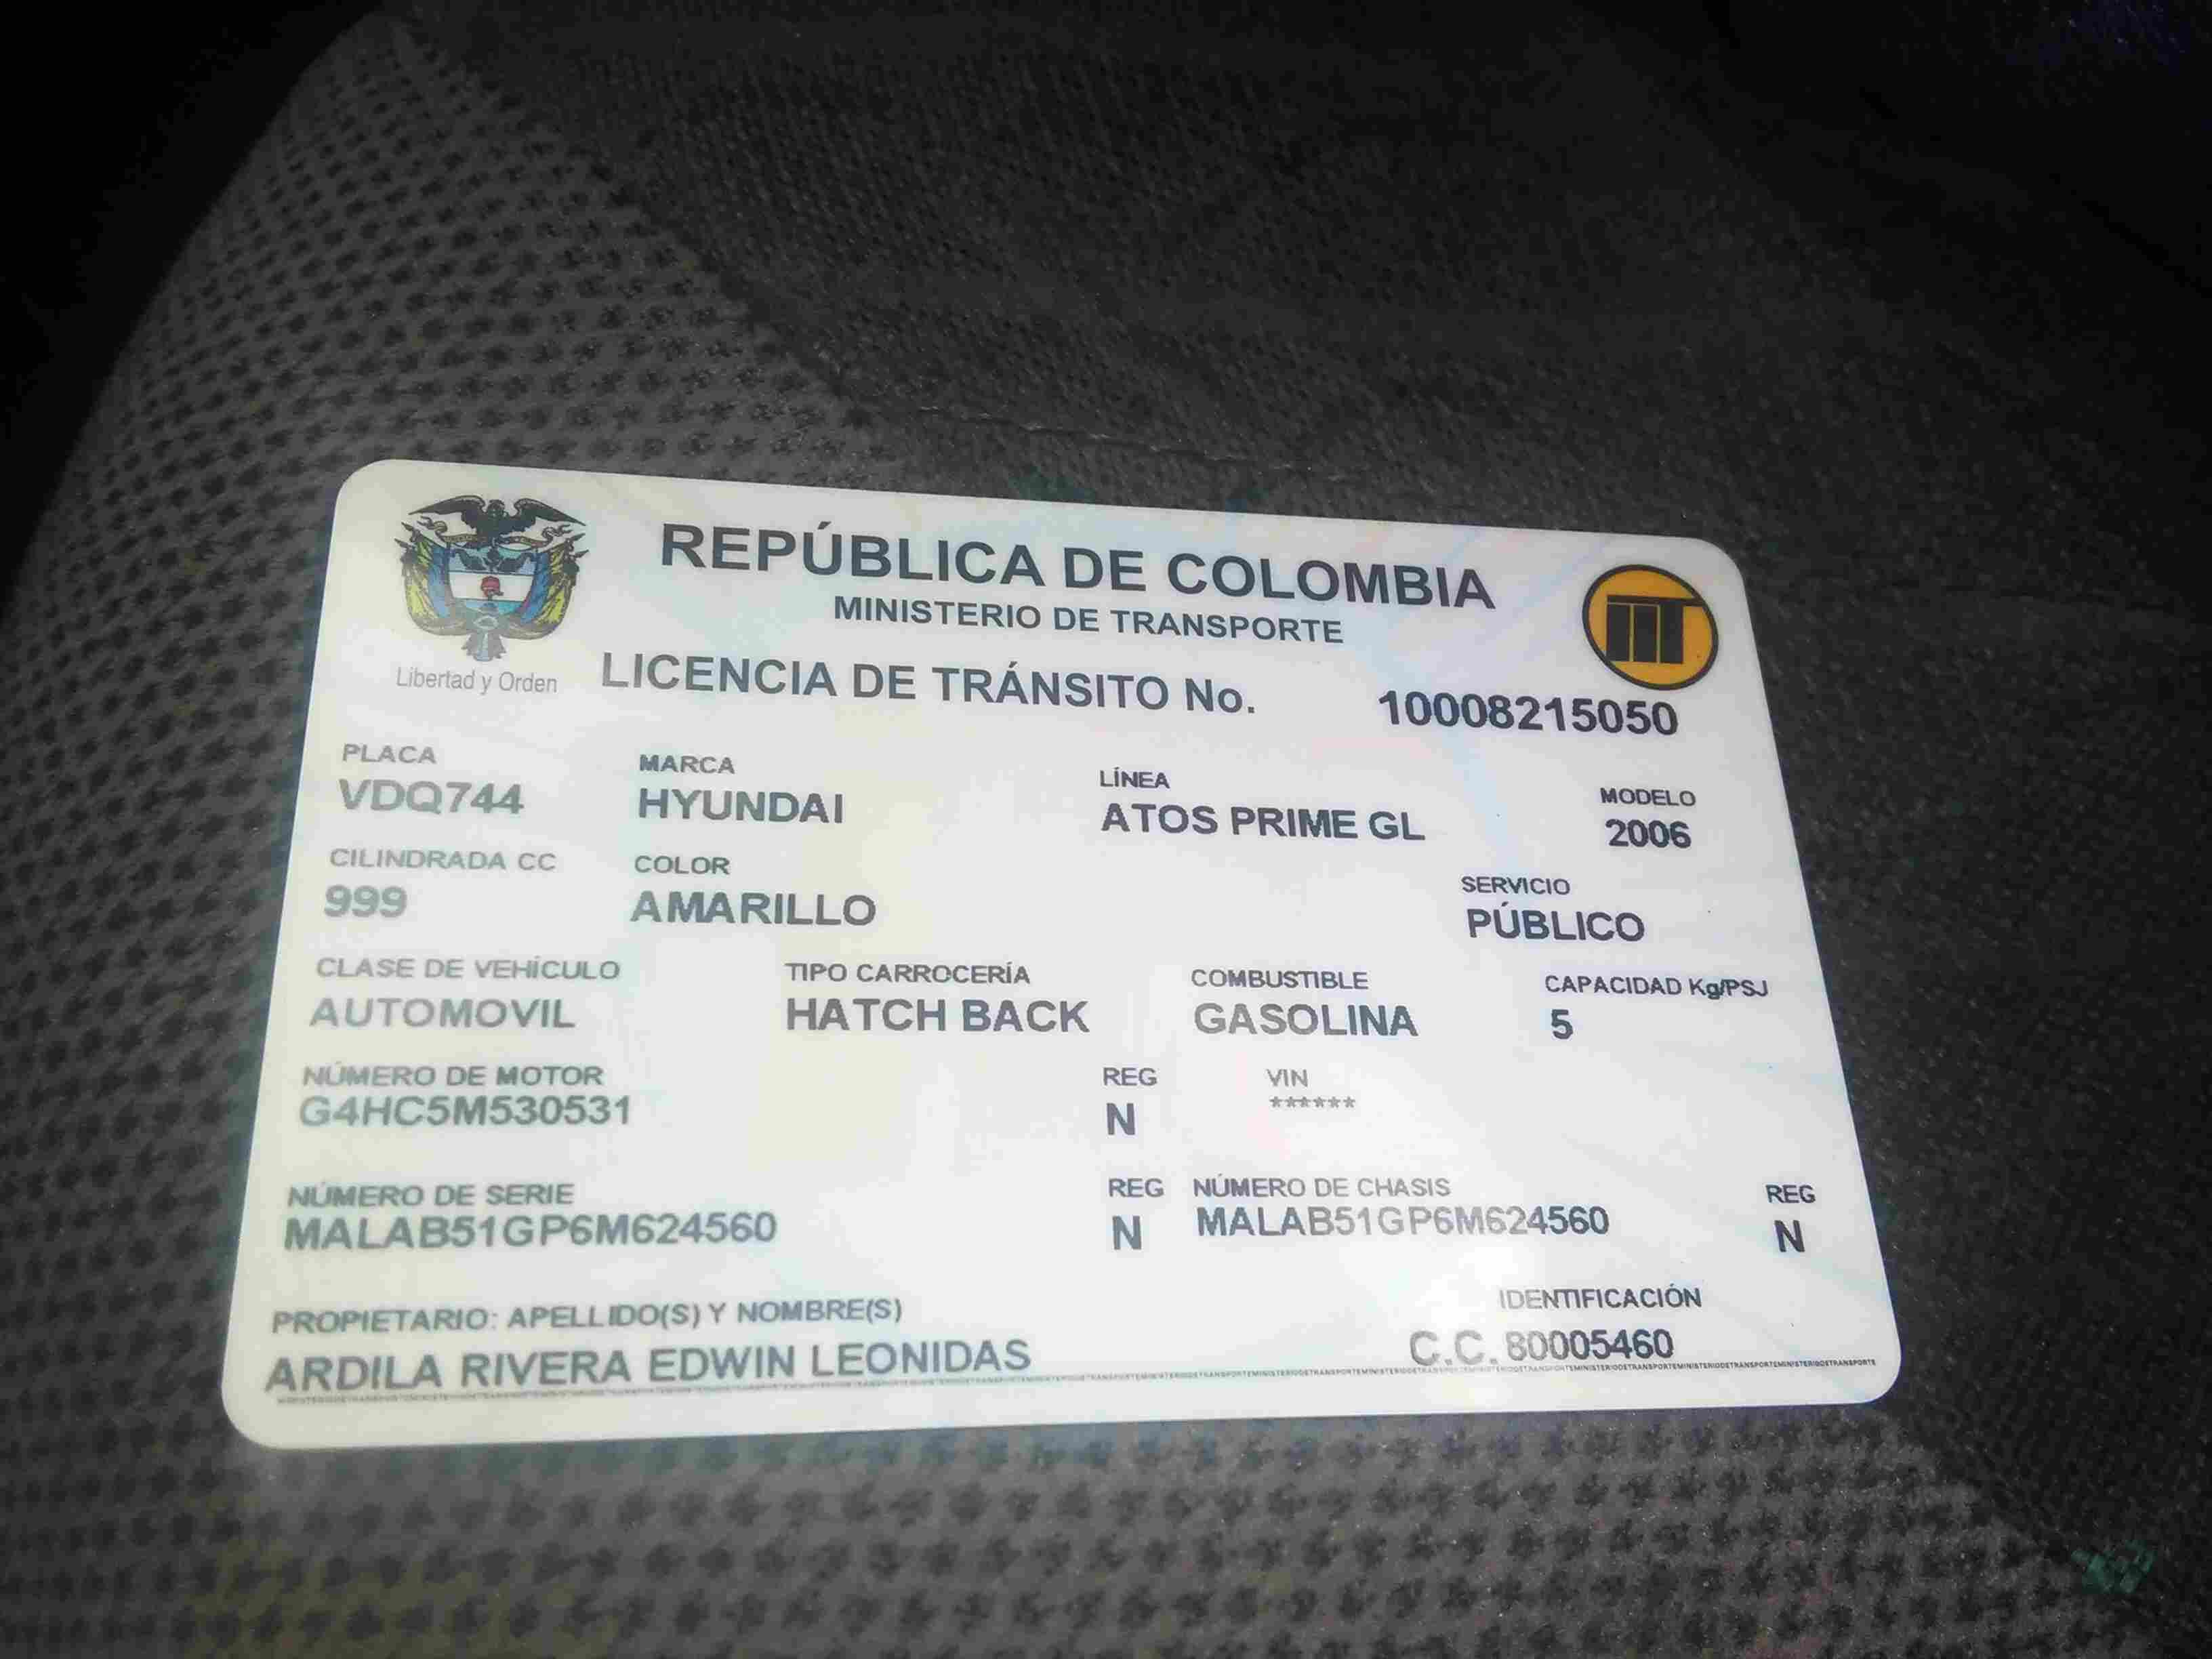 REPÚBLICA DE COLOMBIA
MINISTERIO DE TRANSPORTE
Libertad y Orden
LICENCIA DE TRÁNSITO No. 10008215050
PLACA MARCA LÍNEA MODELO
VDQ744 HYUNDAI ATOS PRIME GL 2006
CILINDRADA CC COLOR SERVICIO
999 AMARILLO PÚBLICO
CLASE DE VEHÍCULO TIPO CARROCERÍA COMBUSTIBLE CAPACIDAD Kg/PSJ
AUTOMOVIL HATCH BACK GASOLINA 5
NÚMERO DE MOTOR REG VIN
G4HC5M530531 N ******
NÚMERO DE SERIE REG NÚMERO DE CHASIS REG
MALAB51GP6M624560 N MALAB51GP6M624560 N
PROPIETARIO: APELLIDO(S) Y NOMBRE(S) IDENTIFICACIÓN
ARDILA RIVERA EDWIN LEONIDAS C.C. 80005460